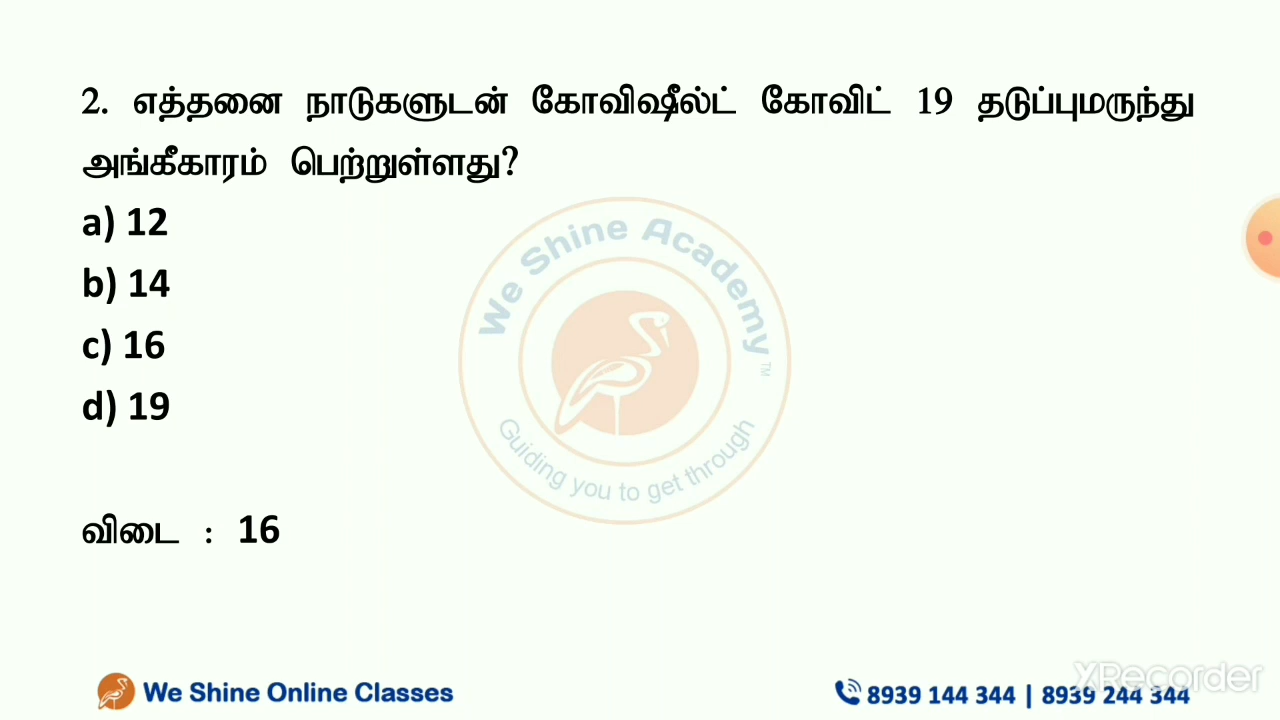 2. எத்தனை நாடுகளுடன் கோவிஷீல்ட் கோவிட் 19 தடுப்புமருந்து
அங்கீகாரம் பெற்றுள்ளது?
a) 12
b) 14
c) 16
d) 19
We Shine Academy TM
Guiding you to get through
விடை : 16
We Shine Online Classes
8939 144 344 | 8939 244 344
XRecorder